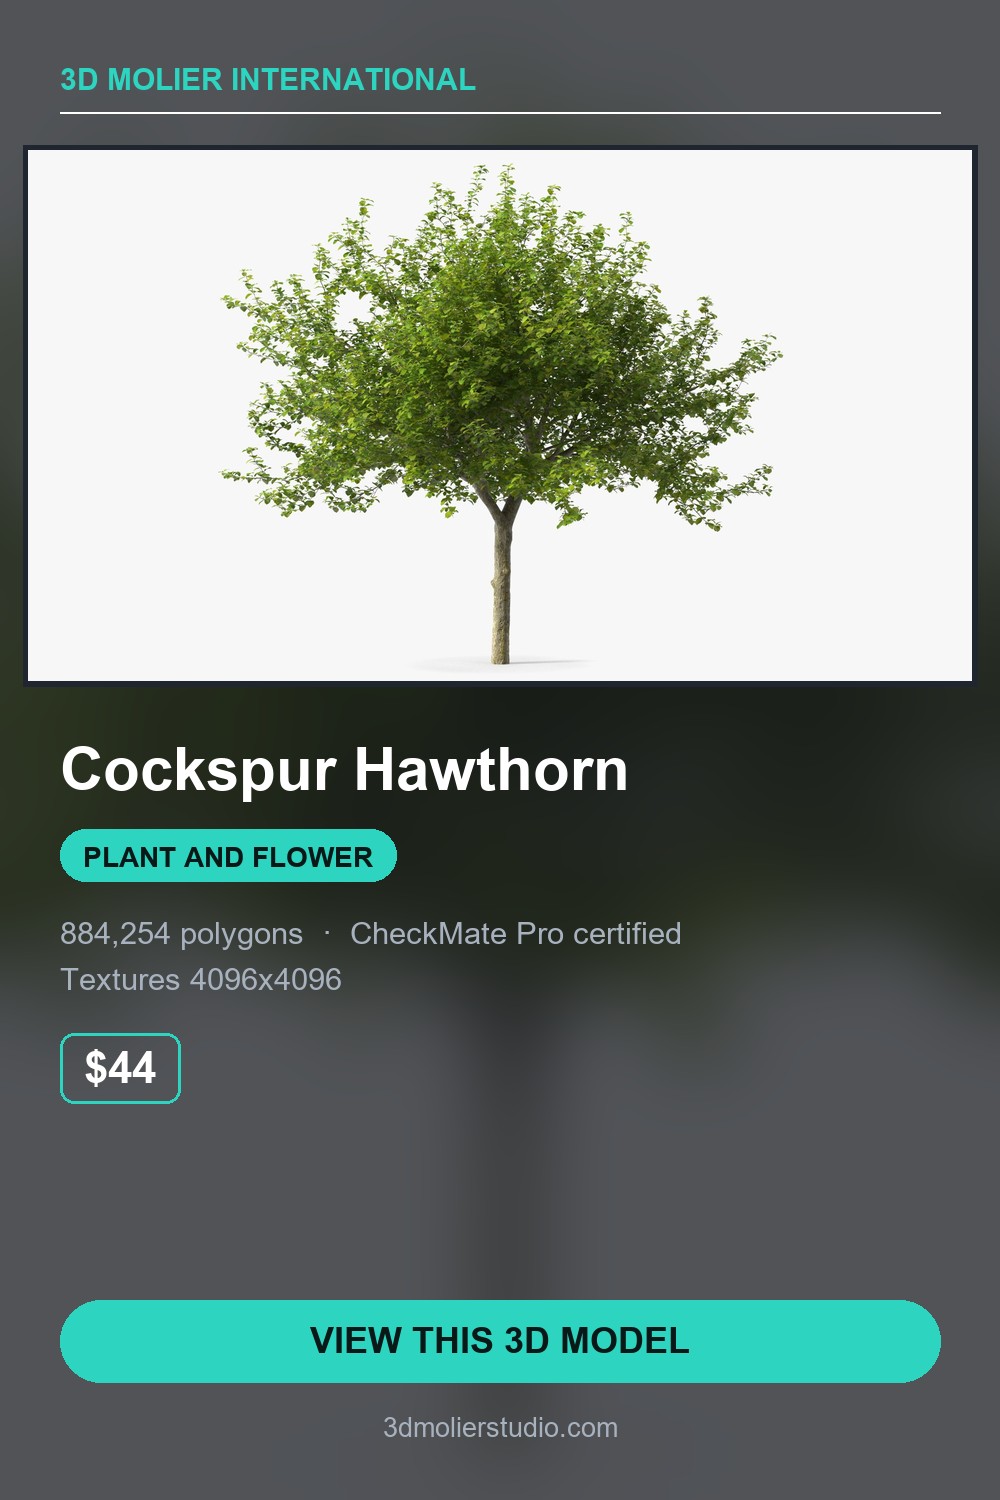 3D MOLIER INTERNATIONAL
Cockspur Hawthorn
PLANT AND FLOWER
884,254 polygons · CheckMate Pro certified
Textures 4096x4096
$44
VIEW THIS 3D MODEL
3dmolierstudio.com